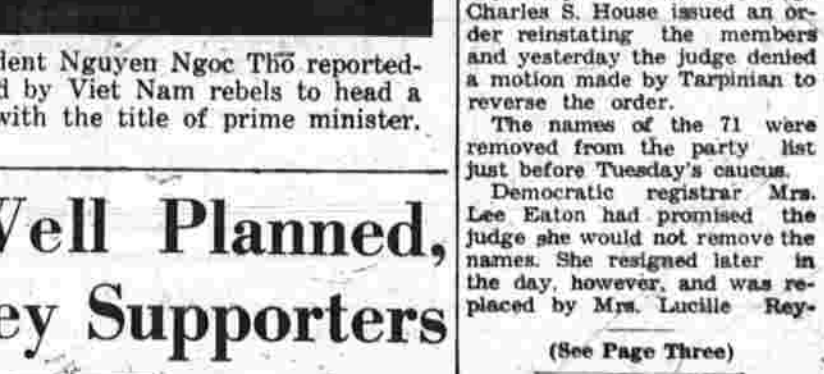 dent Nguyen Ngoc Tho reported-
d by Viet Nam rebels to head a
with the title of prime minister.
Well Planned,
ey Supporters
Charles S. House issued an or-
der reinstating the members
and yesterday the judge denied
a motion made by Tarpinian to
reverse the order.
The names of the 71 were
removed from the party list
just before Tuesday's caucus.
Democratic registrar Mrs.
Lee Eaton had promised the
judge she would not remove the
names. She resigned later in
the day, however, and was re-
placed by Mrs. Lucille Rey-
(See Page Three)